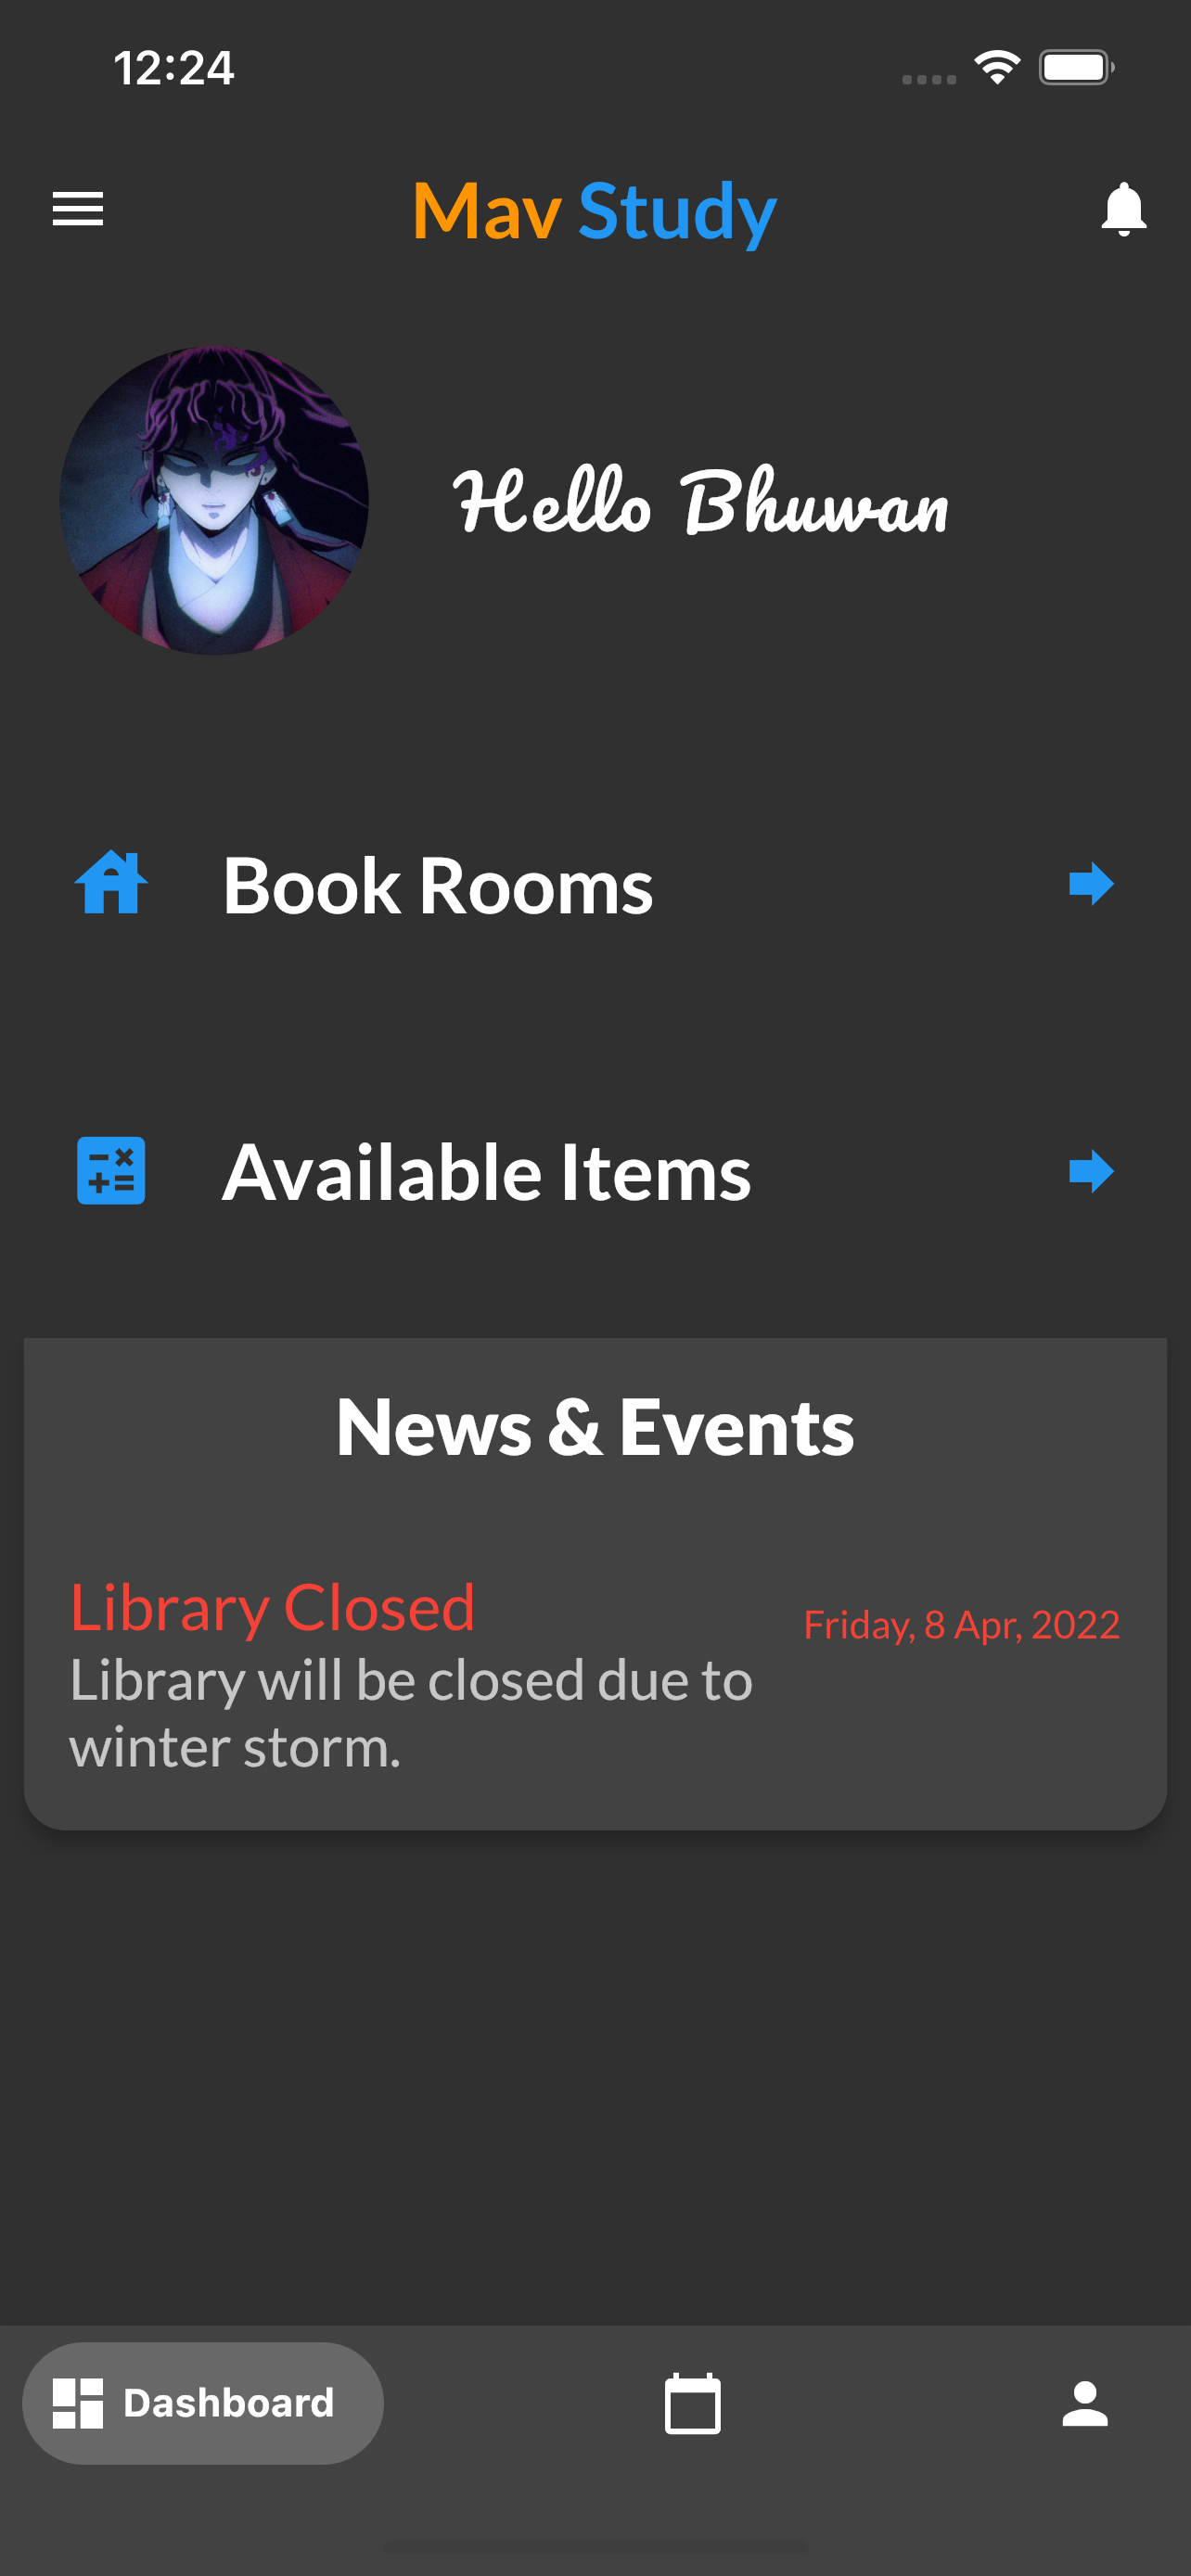 12:24
Mav Study
Hello Bhuwan
Book Rooms
Available Items
News & Events
Library Closed
Friday, 8 Apr, 2022
Library will be closed due to
winter storm.
Dashboard